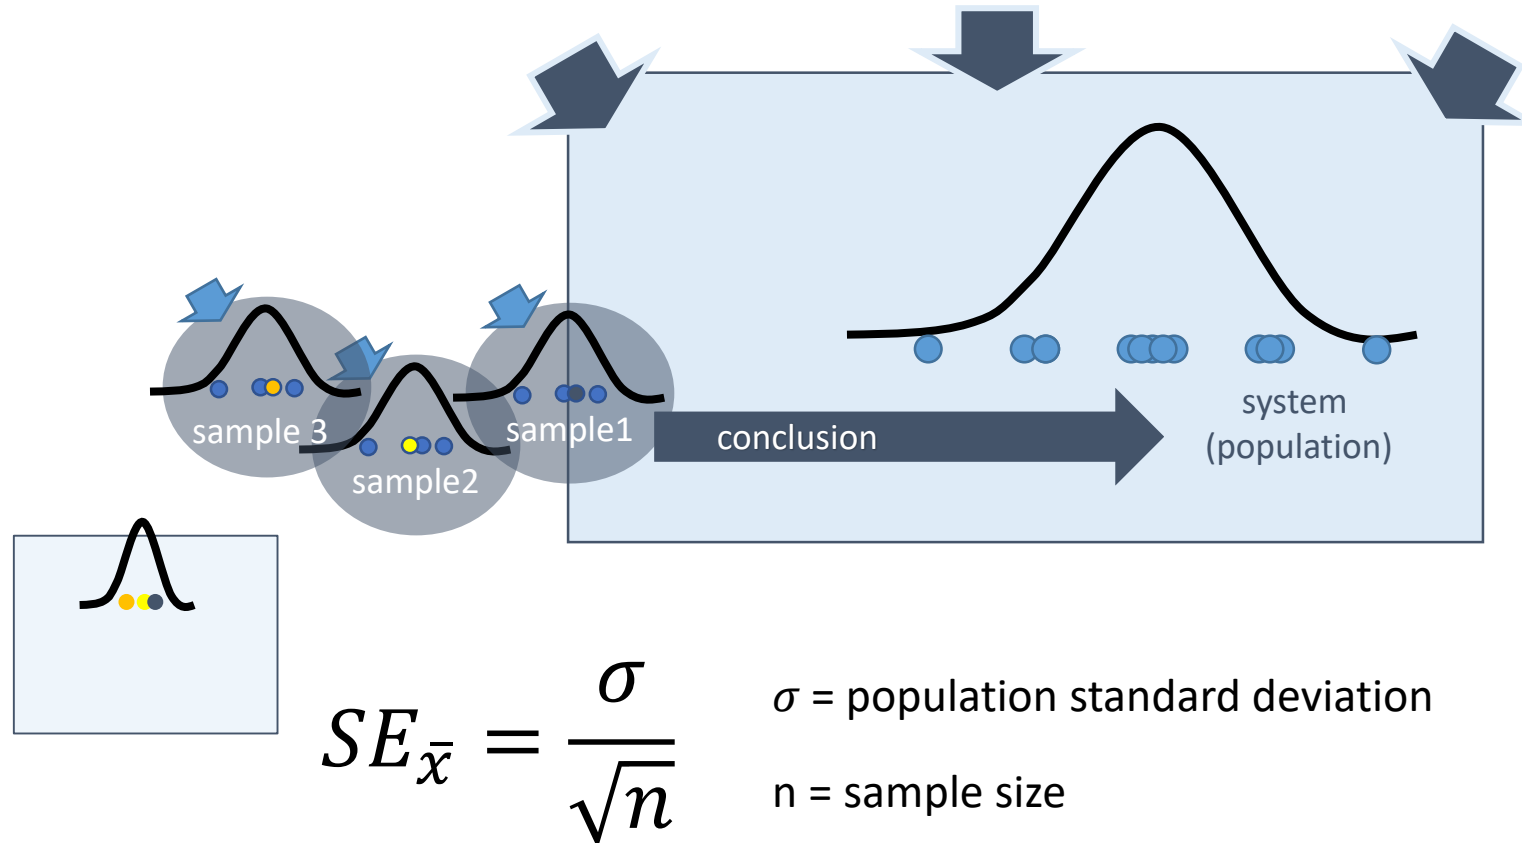 sample 3
sample2
sample1
conclusion
system
(population)
SE_x̄ = σ/√n
σ = population standard deviation
n = sample size